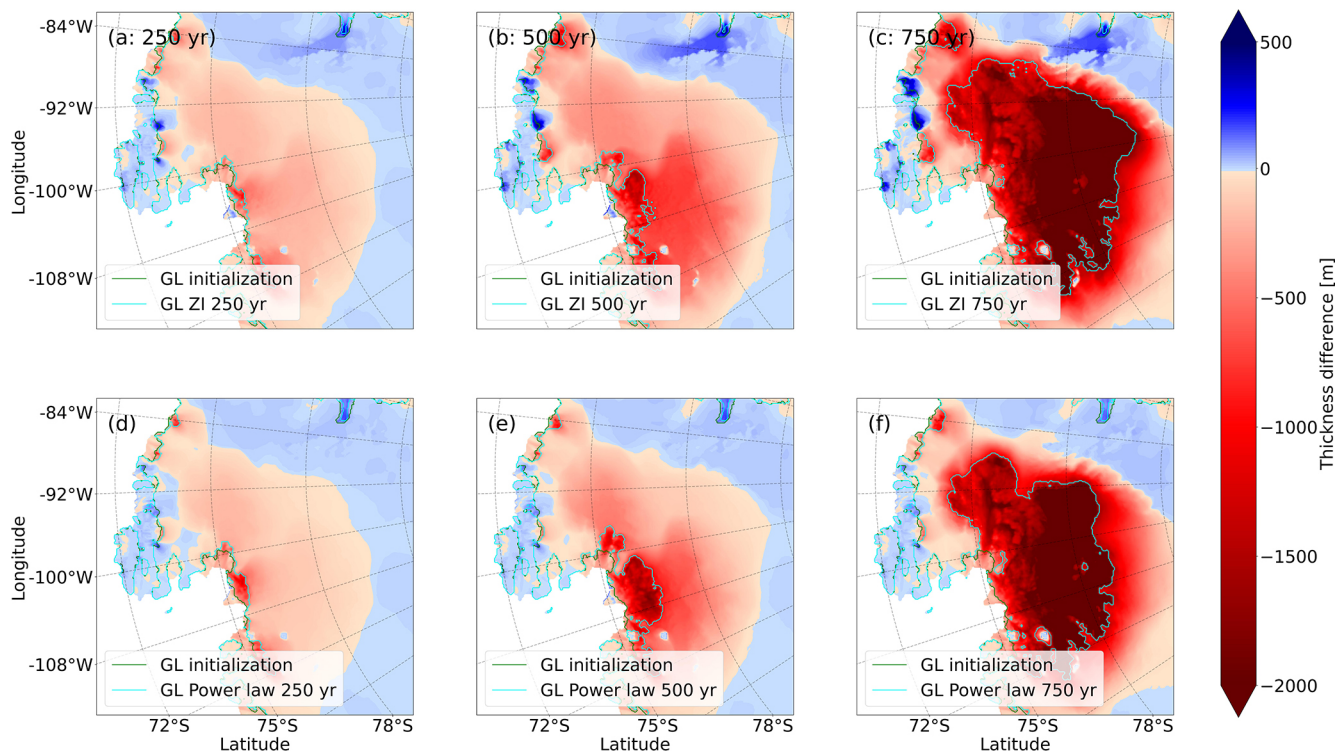 (a: 250 yr)
(b: 500 yr)
(c: 750 yr)
-84°W
-92°W
-100°W
-108°W
Longitude
GL initialization
GL ZI 250 yr
GL initialization
GL ZI 500 yr
GL initialization
GL ZI 750 yr
(d)
(e)
(f)
-84°W
-92°W
-100°W
-108°W
Longitude
GL initialization
GL Power law 250 yr
GL initialization
GL Power law 500 yr
GL initialization
GL Power law 750 yr
72°S 75°S 78°S
72°S 75°S 78°S
72°S 75°S 78°S
Latitude
Latitude
Latitude
500
0
−500
−1000
−1500
−2000
Thickness difference [m]